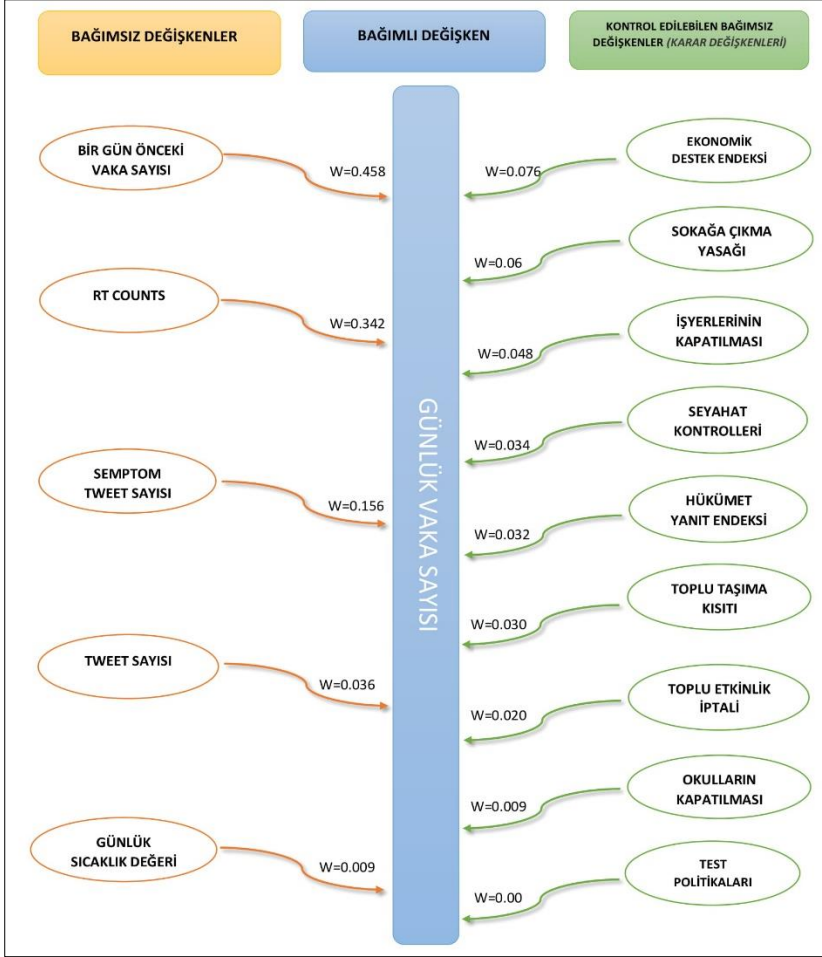 BAĞIMSIZ DEĞİŞKENLER
BAĞIMLI DEĞİŞKEN
KONTROL EDİLEBİLEN BAĞIMSIZ
DEĞİŞKENLER (KARAR DEĞİŞKENLERİ)
BİR GÜN ÖNCEKİ
VAKA SAYISI
W=0.458
RT COUNTS
W=0.342
SEMPTOM
TWEET SAYISI
W=0.156
TWEET SAYISI
W=0.036
GÜNLÜK
SICAKLIK DEĞERİ
W=0.009
GÜNLÜK VAKA SAYISI
EKONOMİK
DESTEK ENDEKSİ
W=0.076
SOKAĞA ÇIKMA
YASAĞI
W=0.06
İŞYERLERİNİN
KAPATILMASI
W=0.048
SEYAHAT
KONTROLLERİ
W=0.034
HÜKÜMET
YANIT ENDEKSİ
W=0.032
TOPLU TAŞIMA
KISITI
W=0.030
TOPLU ETKİNLİK
İPTALİ
W=0.020
OKULLARIN
KAPATILMASI
W=0.009
TEST
POLİTİKALARI
W=0.00